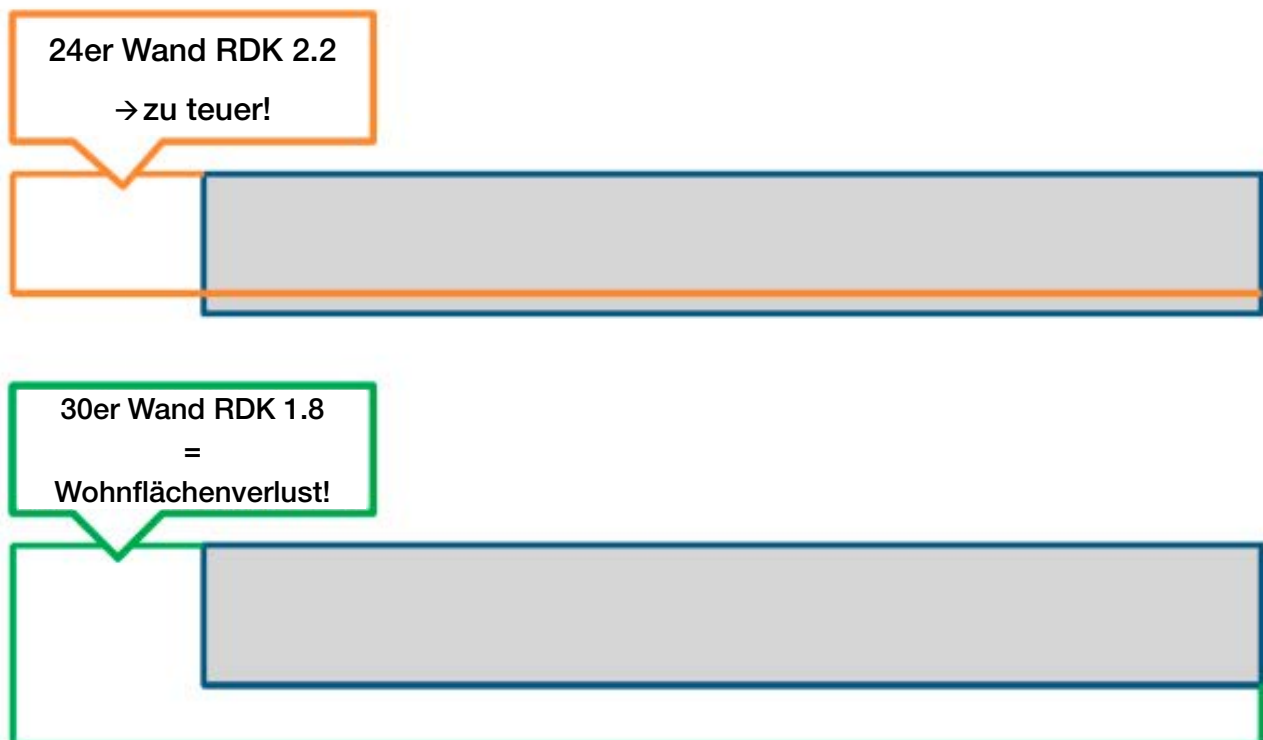 24er Wand RDK 2.2
→ zu teuer!
30er Wand RDK 1.8
=
Wohnflächenverlust!